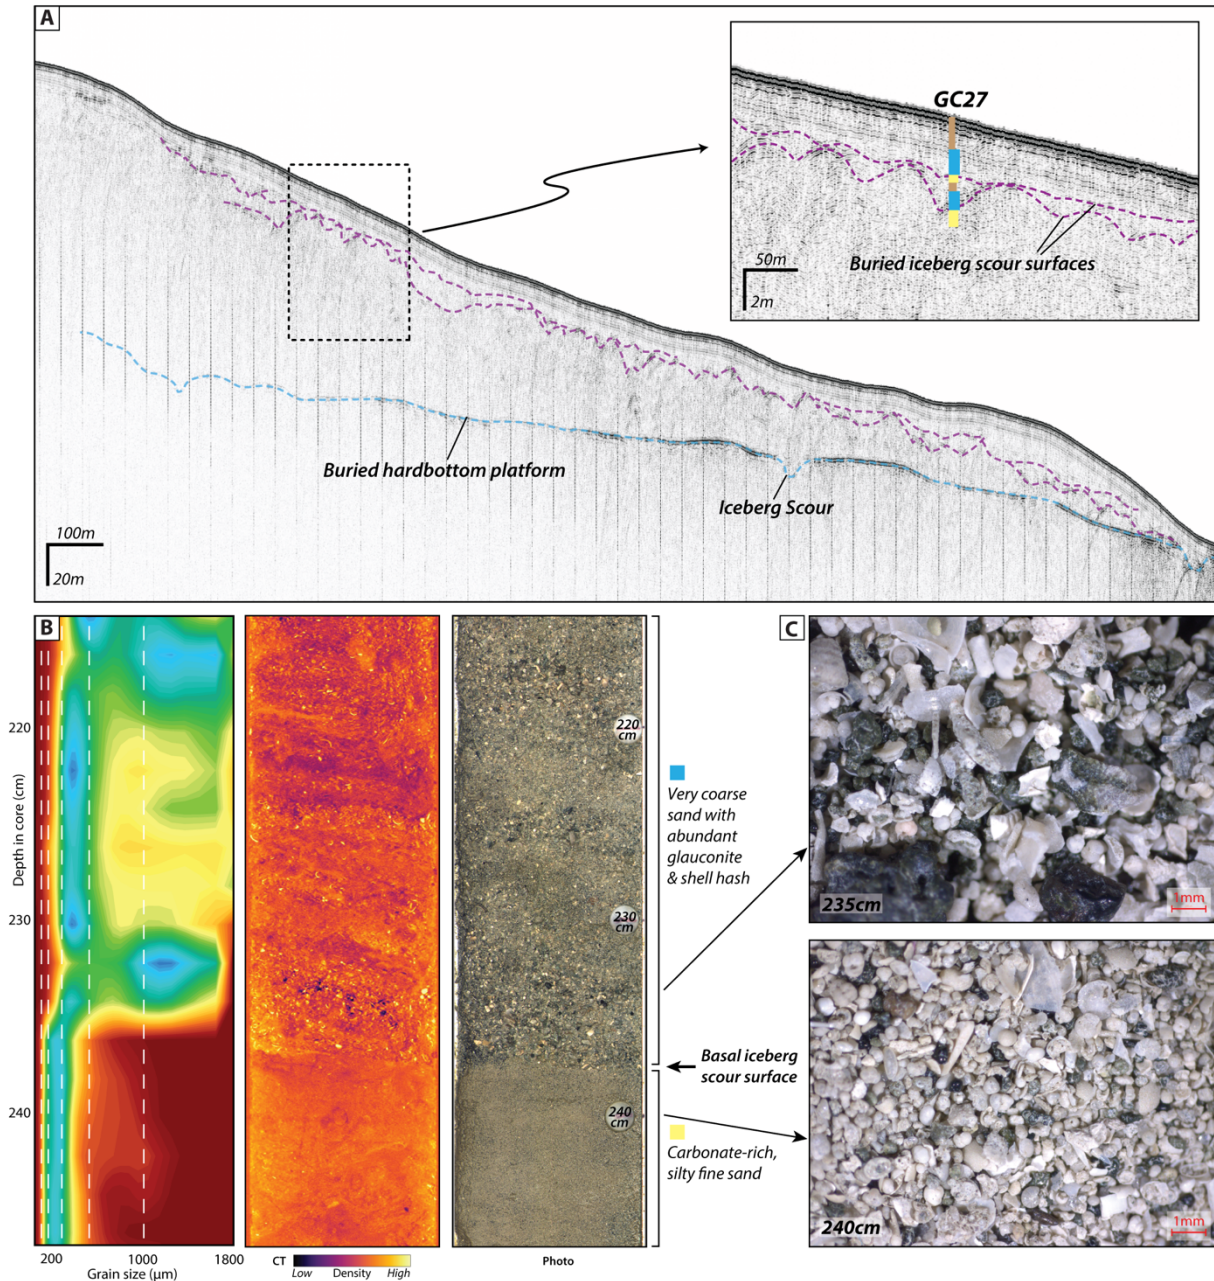 A
GC27
Buried iceberg scour surfaces
50m
2m
Buried hardbottom platform
Iceberg Scour
100m
20m
B
Depth in core (cm)
220
230
240
200
1000
1800
Grain size (µm)
CT
Low
Density
High
220
cm
230
cm
240
cm
Photo
Very coarse
sand with
abundant
glauconite
& shell hash
Basal iceberg
scour surface
Carbonate-rich,
silty fine sand
C
235cm
1mm
240cm
1mm